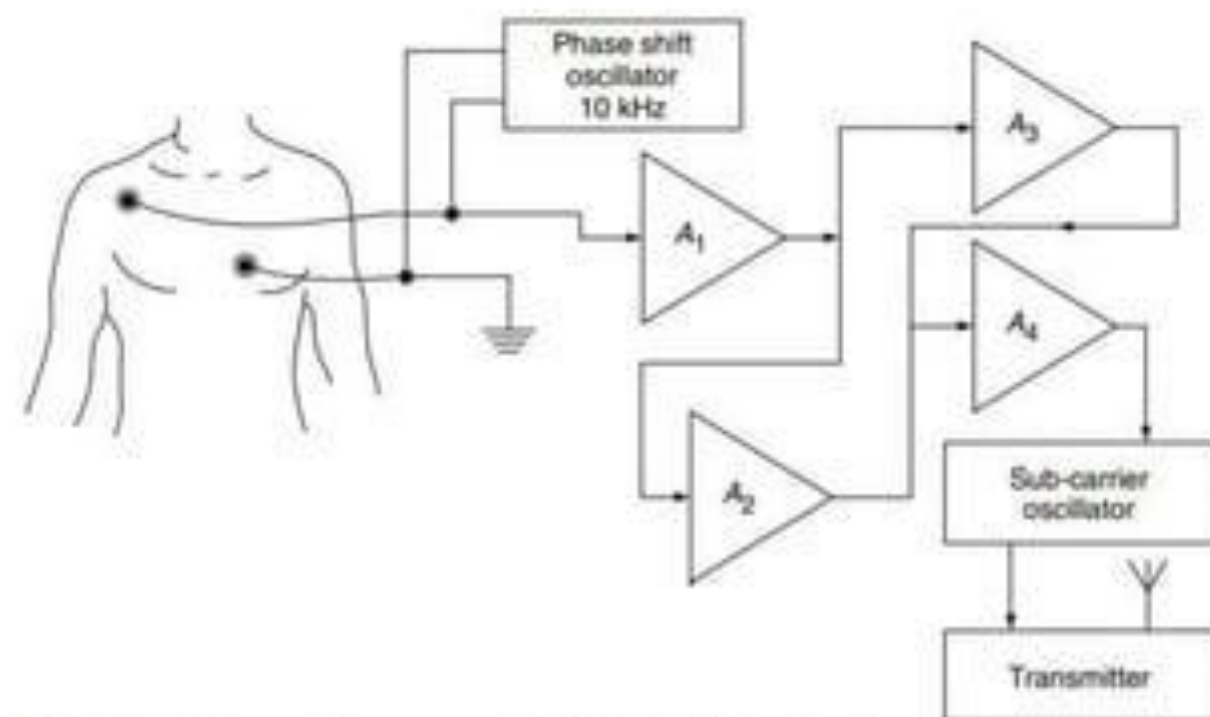 Phase shift
oscillator
10 kHz
A3
A1
A4
A2
Sub-carrier
oscillator
Transmitter